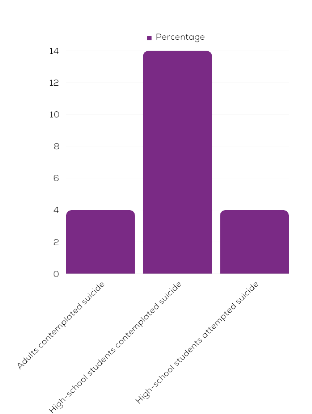 Percentage
14
12
10
8
6
4
2
0
Adults contemplated suicide
High-school students contemplated suicide
High-school students attempted suicide